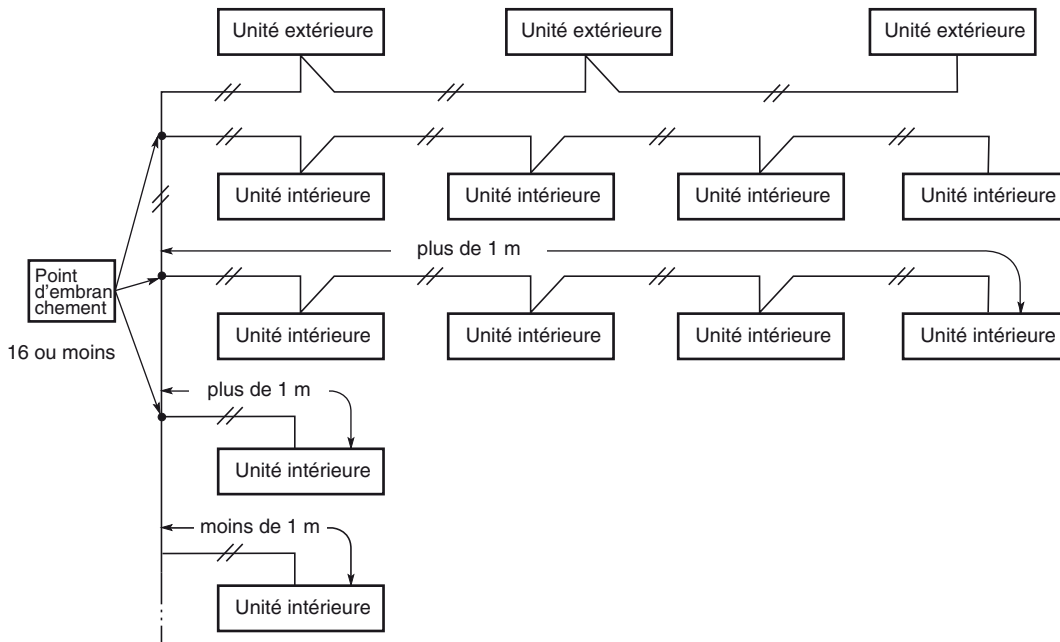 Unité extérieure
Unité extérieure
Unité extérieure
Unité intérieure
Unité intérieure
Unité intérieure
Unité intérieure
plus de 1 m
Point
d'embran
chement
16 ou moins
Unité intérieure
Unité intérieure
Unité intérieure
Unité intérieure
plus de 1 m
Unité intérieure
moins de 1 m
Unité intérieure